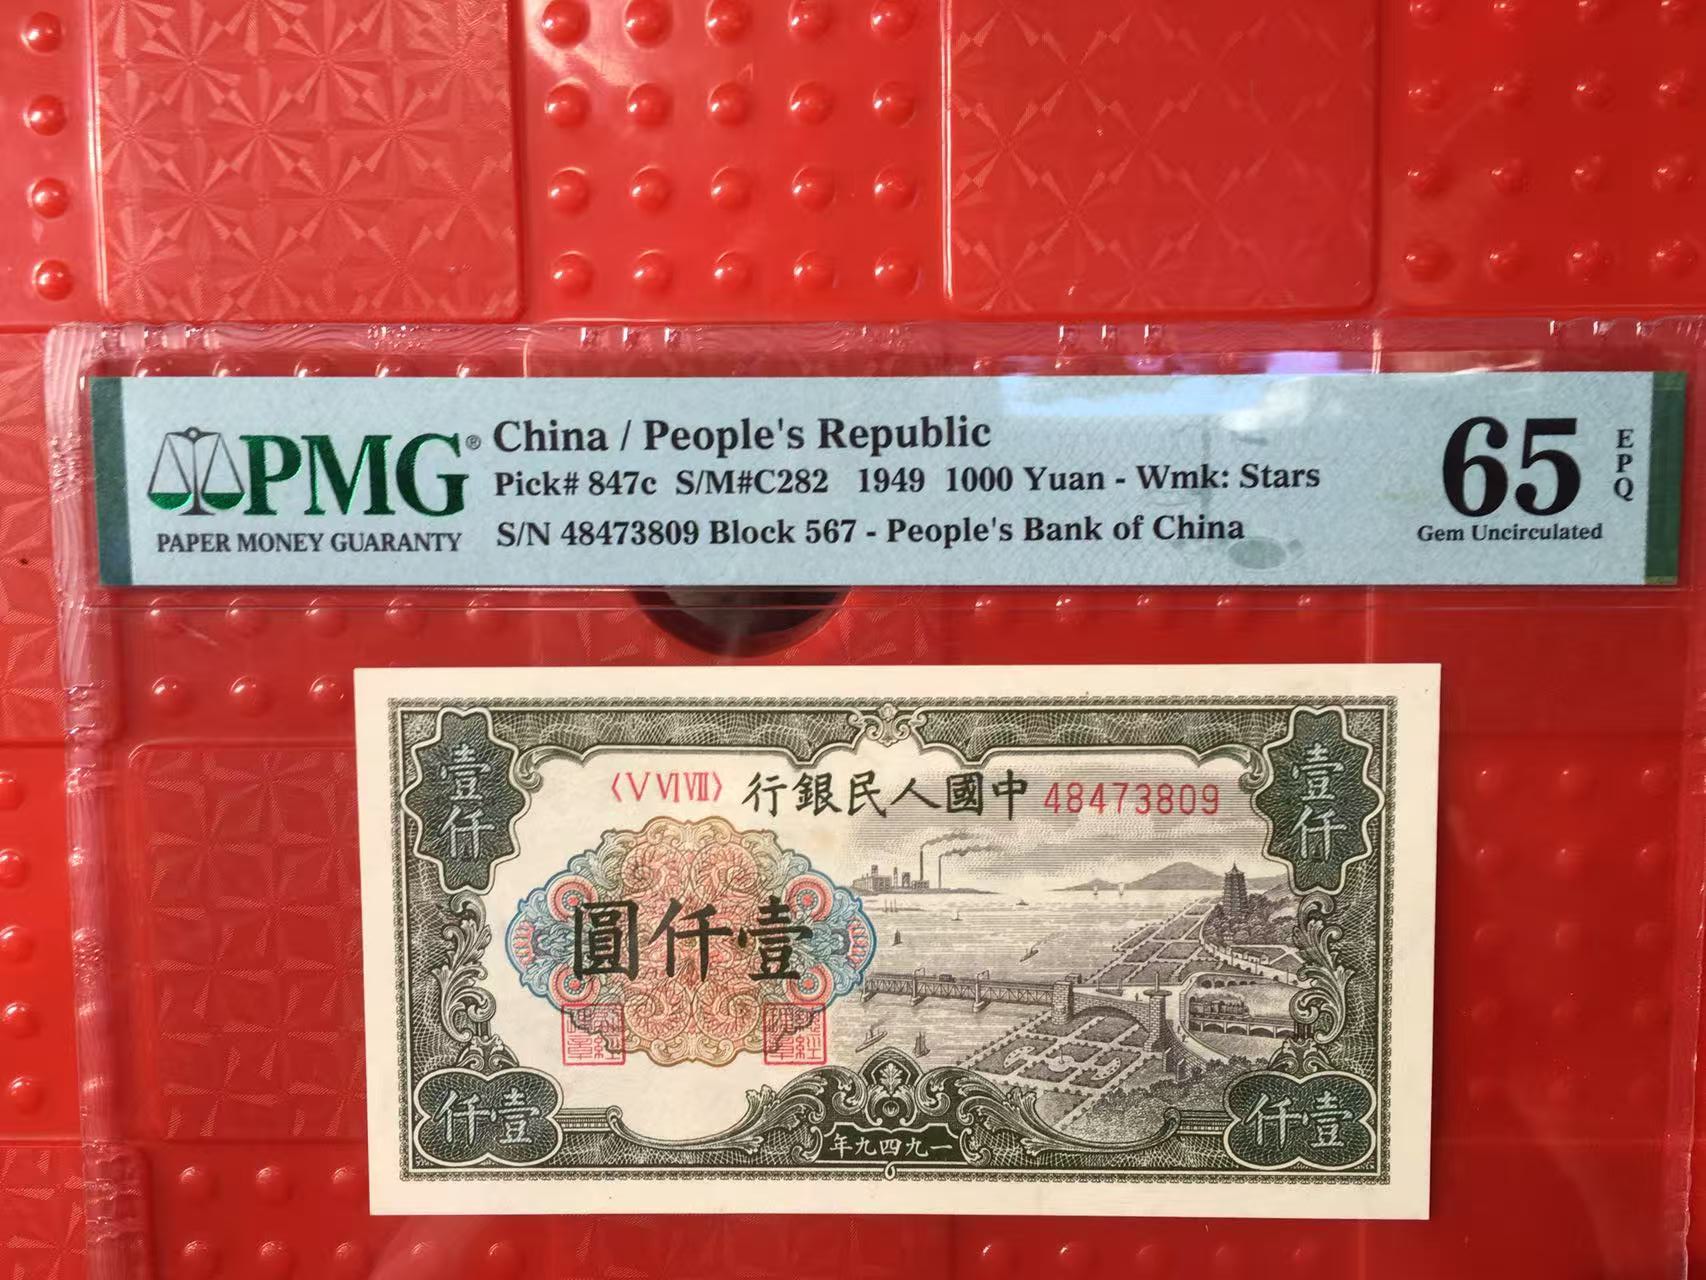 PMG®
PAPER MONEY GUARANTY
China / People's Republic
Pick# 847c S/M#C282 1949 1000 Yuan - Wmk: Stars
S/N 48473809 Block 567 - People's Bank of China
65
EPQ
Gem Uncirculated
壹仟
〈V VI VII〉
行銀民人國中
48473809
壹仟
圓仟壹
仟壹
年九四九一
仟壹